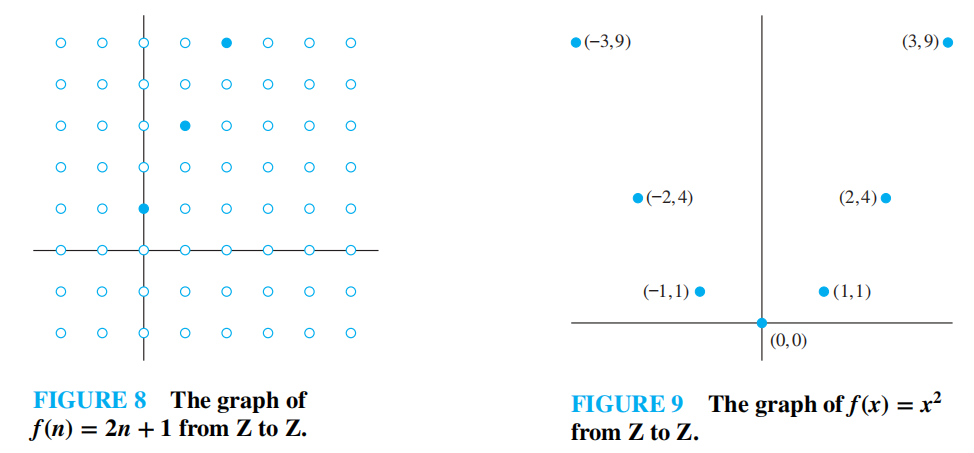 (−3,9)
(3,9)
(−2,4)
(2,4)
(−1,1)
(1,1)
(0,0)
FIGURE 8 The graph of
f(n) = 2n + 1 from Z to Z.
FIGURE 9 The graph of f(x) = x²
from Z to Z.